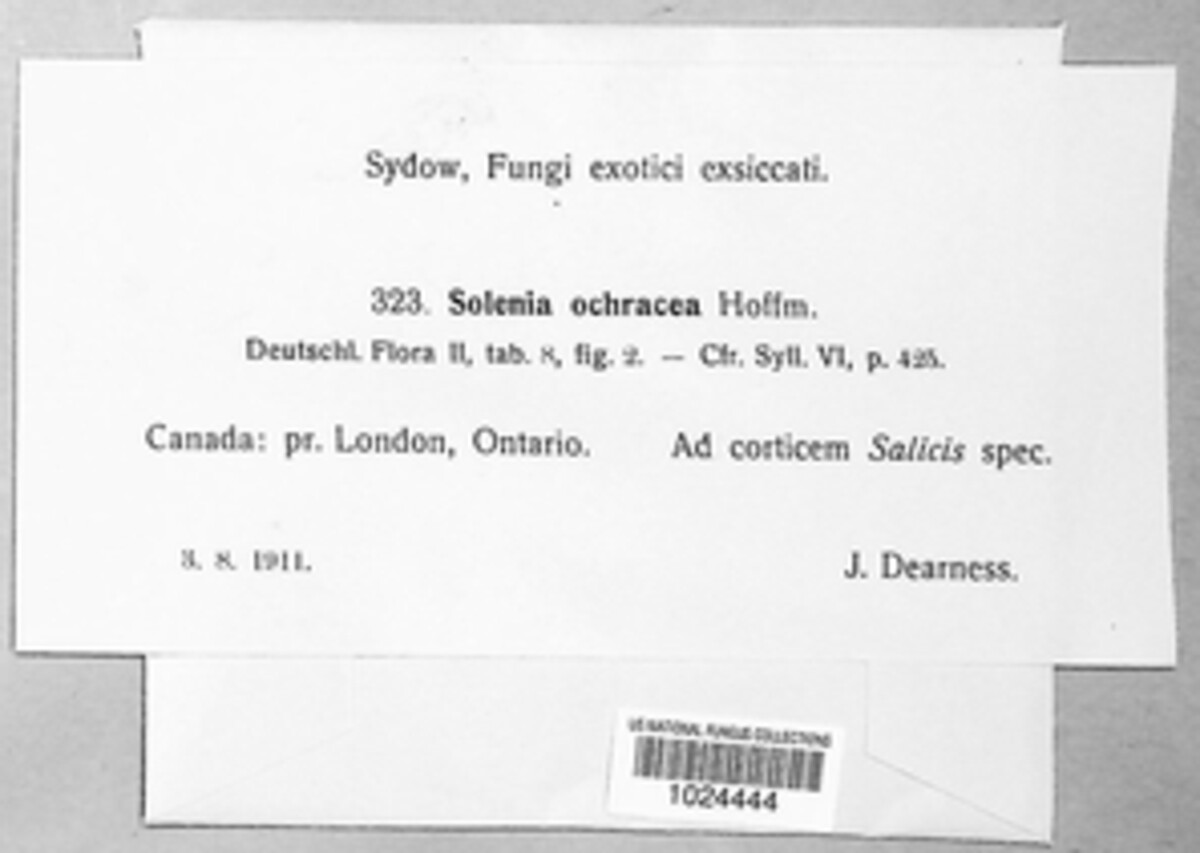 Sydow, Fungi exotici exsiccati.
323. Solenia ochracea Hoffm.
Deutschl. Flora II, tab. 8, fig. 2. — Cfr. Syll. VI, p. 425.
Canada: pr. London, Ontario. Ad corticem Salicis spec.
3. 8. 1911. J. Dearness.
US NATIONAL FUNGUS COLLECTIONS
1024444